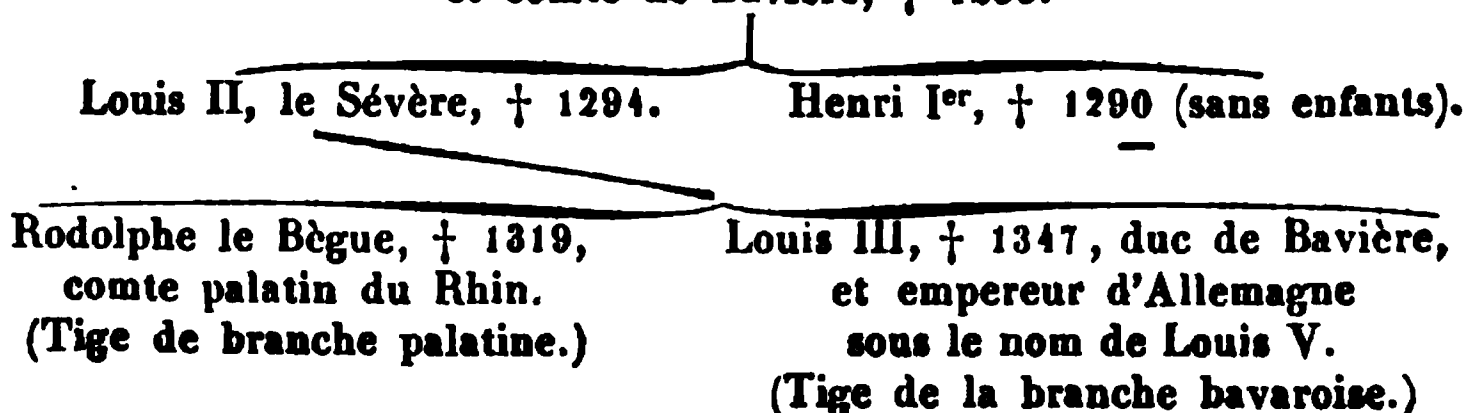 Louis II, le Sévère, † 1294. Henri Ier, † 1290 (sans enfants).
Rodolphe le Bègue, † 1319,
comte palatin du Rhin.
(Tige de branche palatine.)
Louis III, † 1347, duc de Bavière,
et empereur d'Allemagne
sous le nom de Louis V.
(Tige de la branche bavaroise.)